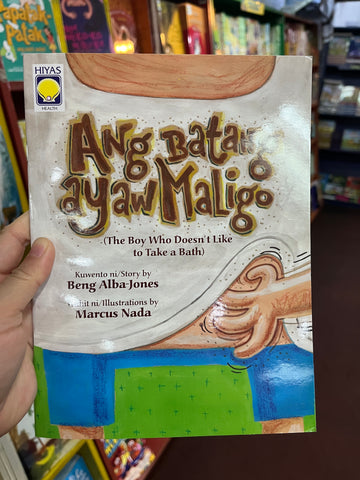 HIYAS
HEALTH
Ang Batang
ayaw Maligo
(The Boy Who Doesn't Like
to Take a Bath)
Kuwento ni/Story by
Beng Alba-Jones
ni/Illustrations by
Marcus Nada